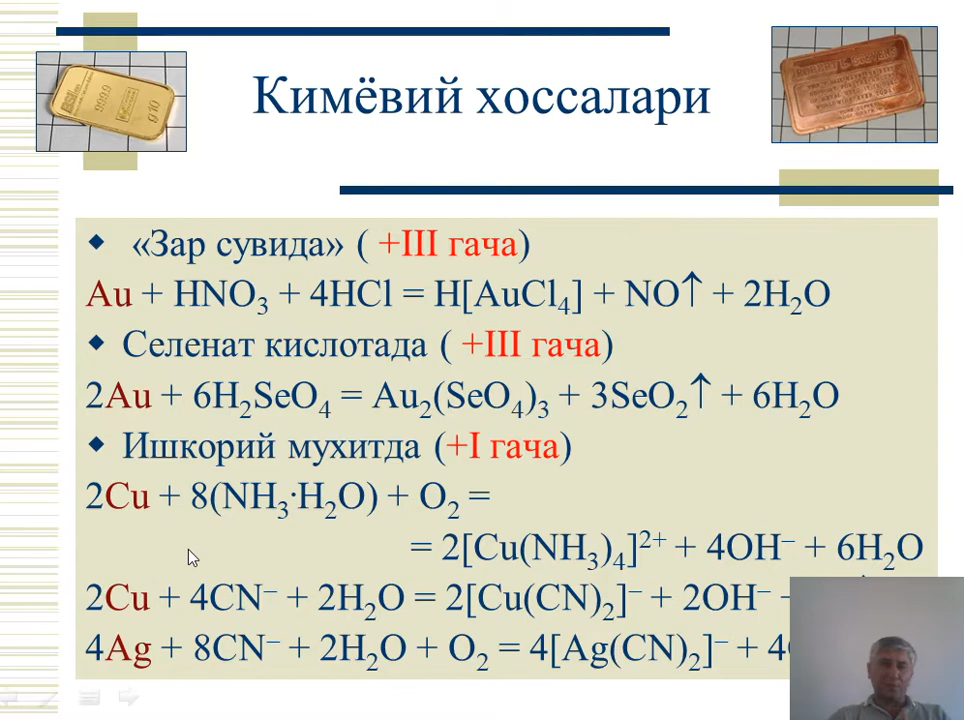 Кимёвий хоссалари
«Зар сувида» ( +III гача)
Au + HNO₃ + 4HCl = H[AuCl₄] + NO↑ + 2H₂O
Селенат кислотада ( +III гача)
2Au + 6H₂SeO₄ = Au₂(SeO₄)₃ + 3SeO₂↑ + 6H₂O
Ишкорий мухитда (+I гача)
2Cu + 8(NH₃·H₂O) + O₂ =
= 2[Cu(NH₃)₄]²⁺ + 4OH⁻ + 6H₂O
2Cu + 4CN⁻ + 2H₂O = 2[Cu(CN)₂]⁻ + 2OH⁻
4Ag + 8CN⁻ + 2H₂O + O₂ = 4[Ag(CN)₂]⁻ + 4